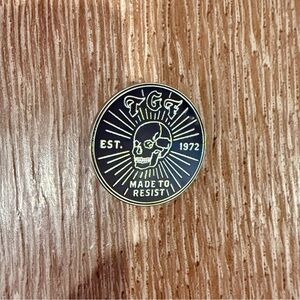 TGF
EST. 1972
MADE TO
RESIST